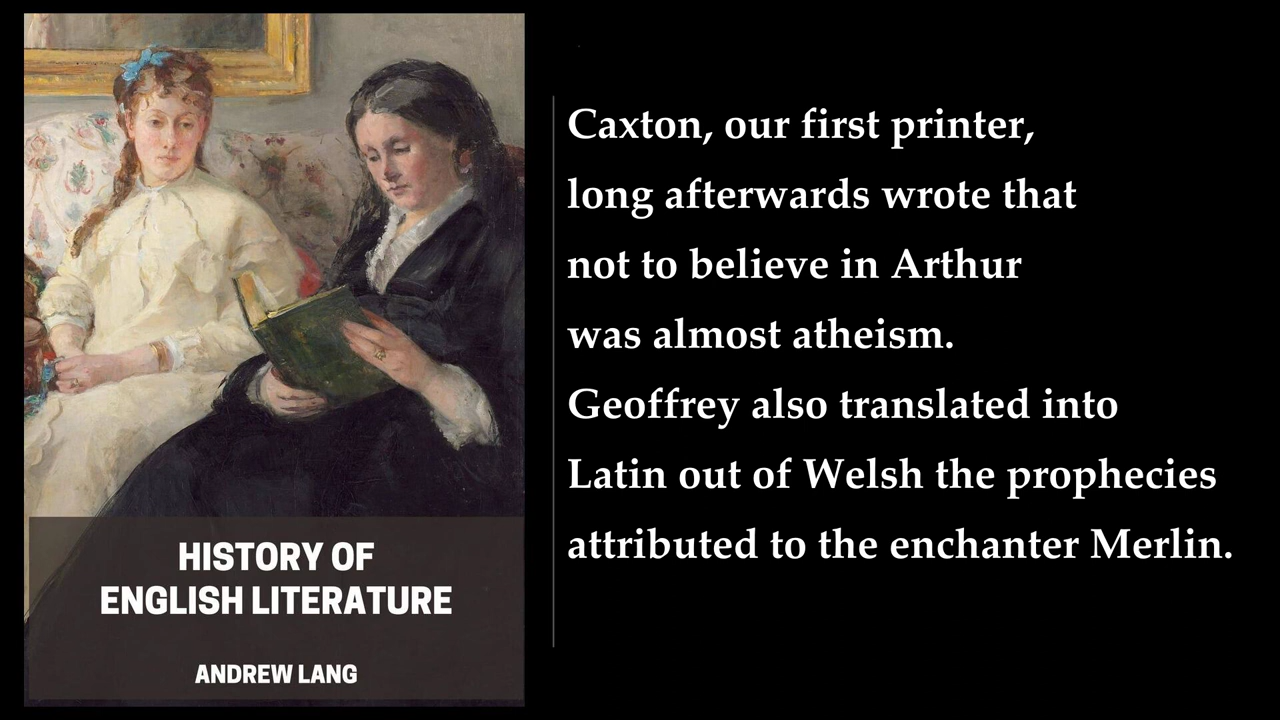 HISTORY OF
ENGLISH LITERATURE
ANDREW LANG
Caxton, our first printer,
long afterwards wrote that
not to believe in Arthur
was almost atheism.
Geoffrey also translated into
Latin out of Welsh the prophecies
attributed to the enchanter Merlin.